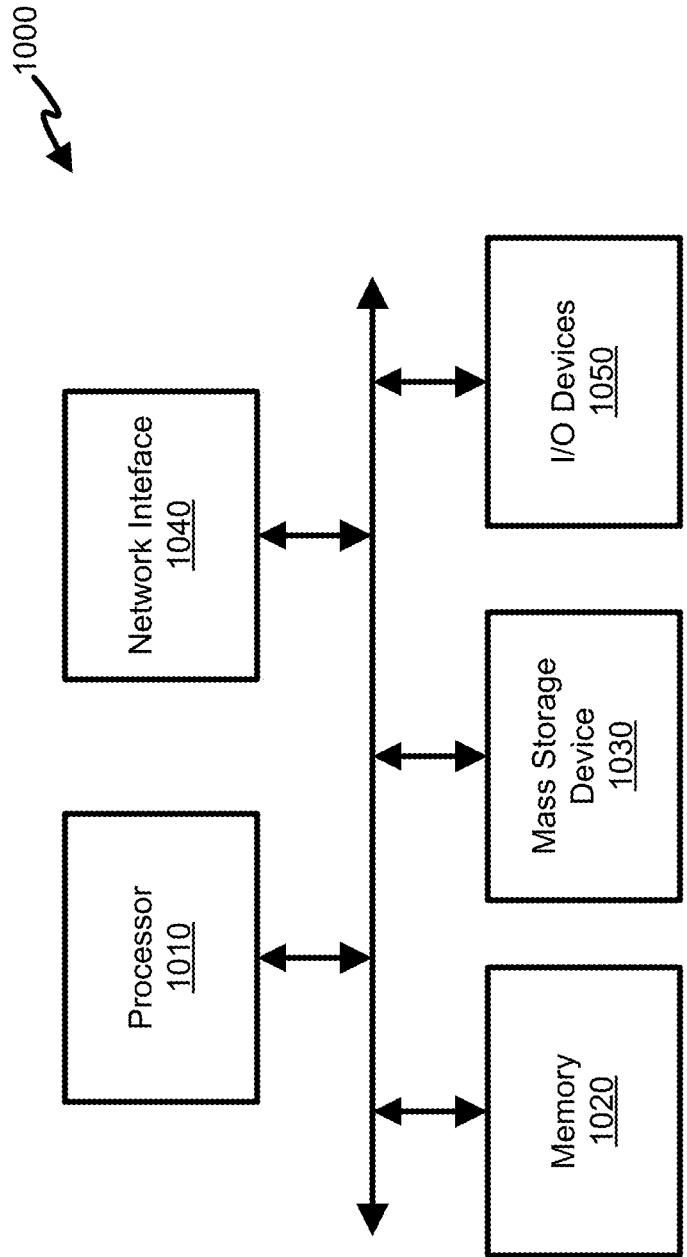 1000
Processor
1010
Network Inteface
1040
Memory
1020
Mass Storage
Device
1030
I/O Devices
1050